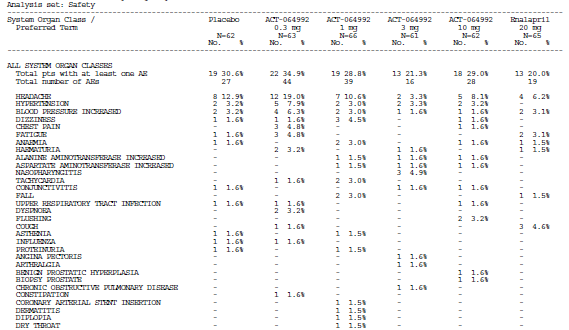 Analysis set: Safety
System Organ Class / Placebo ACT-064992 ACT-064992 ACT-064992 ACT-064992 Enalapril
Preferred Term 0.3 mg 1 mg 3 mg 10 mg 20 mg
N=62 N=63 N=66 N=61 N=62 N=65
No. % No. % No. % No. % No. % No. %
ALL SYSTEM ORGAN CLASSES
Total pts with at least one AE 19 30.6% 22 34.9% 19 28.8% 13 21.3% 18 29.0% 13 20.0%
Total number of AEs 27 44 39 16 28 19
HEADACHE 8 12.9% 12 19.0% 7 10.6% 2 3.3% 5 8.1% 4 6.2%
HYPERTENSION 2 3.2% 5 7.9% 2 3.0% 2 3.3% 2 3.2% -
BLOOD PRESSURE INCREASED 2 3.2% 4 6.3% 2 3.0% 1 1.6% 1 1.6% 2 3.1%
DIZZINESS 1 1.6% 1 1.6% 3 4.5% - 1 1.6% -
CHEST PAIN - 3 4.8% - - 1 1.6% -
FATIGUE 1 1.6% 3 4.8% - - - 2 3.1%
ANAEMIA 1 1.6% - 2 3.0% - 1 1.6% 1 1.5%
HAEMATURIA - 2 3.2% - 1 1.6% - 1 1.5%
ALANINE AMINOTRANSFERASE INCREASED - - 1 1.5% 1 1.6% 1 1.6% -
ASPARTATE AMINOTRANSFERASE INCREASED - - 1 1.5% 1 1.6% 1 1.6% -
NASOPHARYNGITIS - - - 3 4.9% - -
TACHYCARDIA - 1 1.6% 2 3.0% - - -
CONJUNCTIVITIS 1 1.6% - - 1 1.6% 1 1.6% -
FALL - - 2 3.0% - - 1 1.5%
UPPER RESPIRATORY TRACT INFECTION 1 1.6% 1 1.6% - - 1 1.6% -
DYSPNOEA - 2 3.2% - - - -
FLUSHING - - - - 2 3.2% -
COUGH - 1 1.6% - - - 3 4.6%
ASTHENIA 1 1.6% - 1 1.5% - - -
INFLUENZA 1 1.6% 1 1.6% - - - -
PROTEINURIA 1 1.6% - 1 1.5% - - -
ANGINA PECTORIS - - - 1 1.6% - -
ARTHRALGIA - - - 1 1.6% - -
BENIGN PROSTATIC HYPERPLASIA - - - - 1 1.6% -
BIOPSY PROSTATE - - - - 1 1.6% -
CHRONIC OBSTRUCTIVE PULMONARY DISEASE - - - 1 1.6% - -
CONSTIPATION - 1 1.6% - - - -
CORONARY ARTERIAL STENT INSERTION - - 1 1.5% - - -
DERMATITIS - - 1 1.5% - - -
DIPLOPIA - - 1 1.5% - - -
DRY THROAT - - 1 1.5% - - -